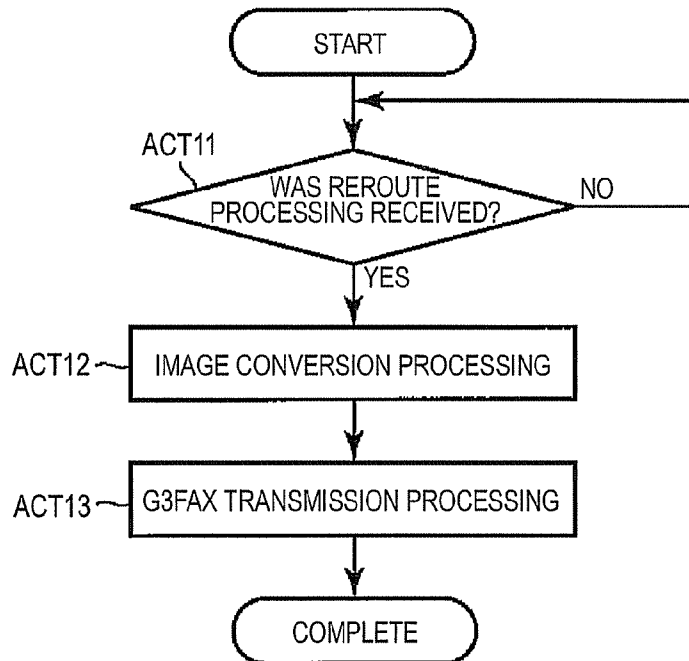 START
ACT11
WAS REROUTE
PROCESSING RECEIVED?
NO
YES
ACT12
IMAGE CONVERSION PROCESSING
ACT13
G3FAX TRANSMISSION PROCESSING
COMPLETE